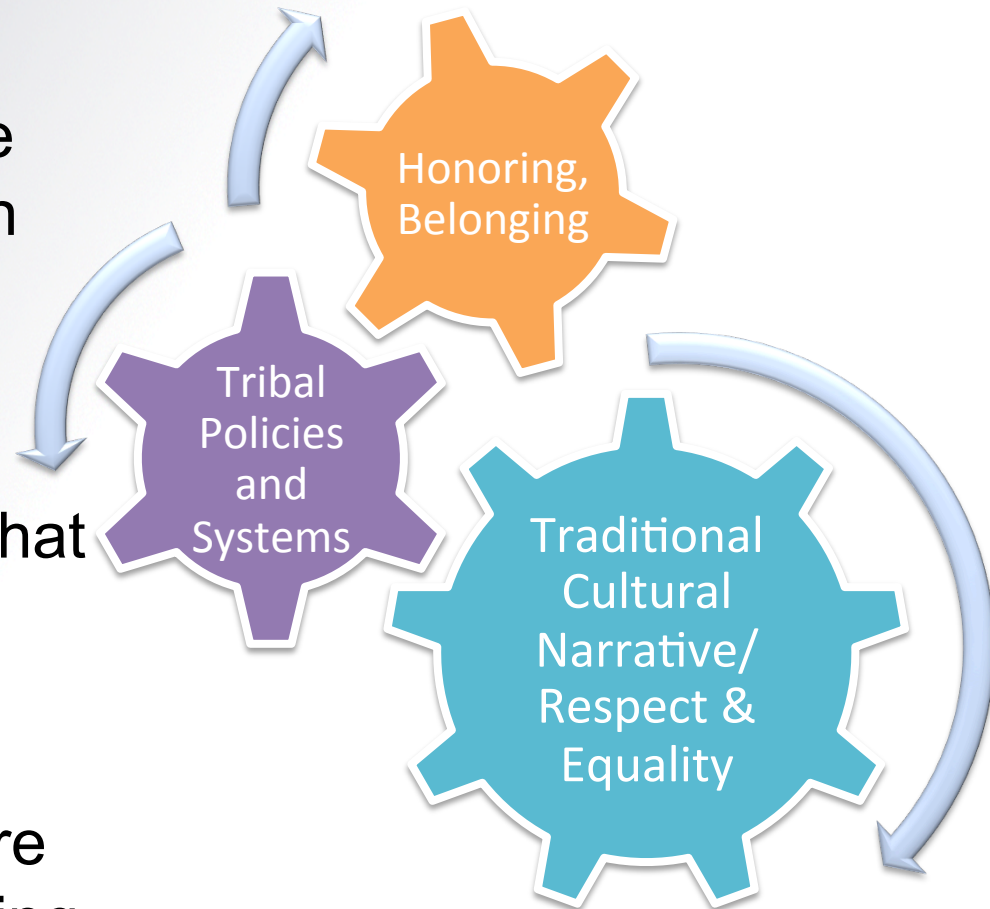 Honoring,
Belonging
Tribal
Policies
and
Systems
Traditional
Cultural
Narrative/
Respect &
Equality